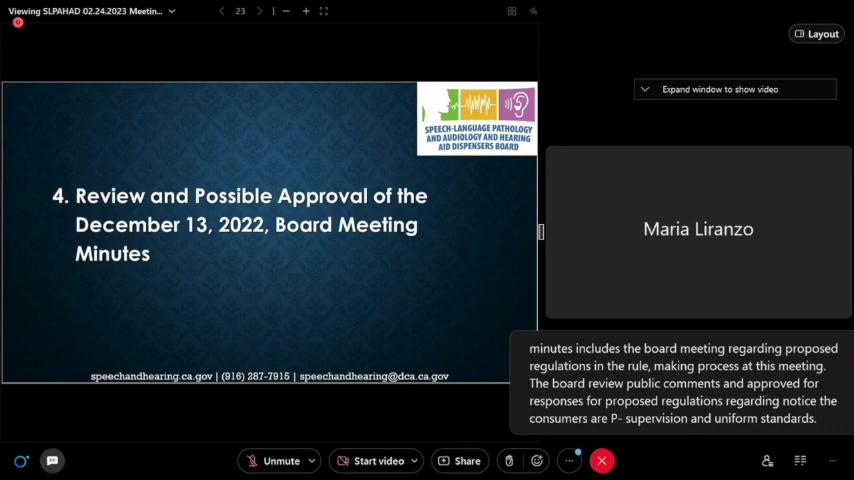 Viewing SLPAHAD 02.24.2023 Meetin...
23
Layout
Expand window to show video
SPEECH-LANGUAGE PATHOLOGY
AND AUDIOLOGY AND HEARING
AID DISPENSERS BOARD
4. Review and Possible Approval of the
December 13, 2022, Board Meeting
Minutes
speechandhearing.ca.gov | (916) 287-7915 | speechandhearing@dca.ca.gov
Maria Liranzo
minutes includes the board meeting regarding proposed
regulations in the rule, making process at this meeting.
The board review public comments and approved for
responses for proposed regulations regarding notice the
consumers are P- supervision and uniform standards.
Unmute
Start video
Share